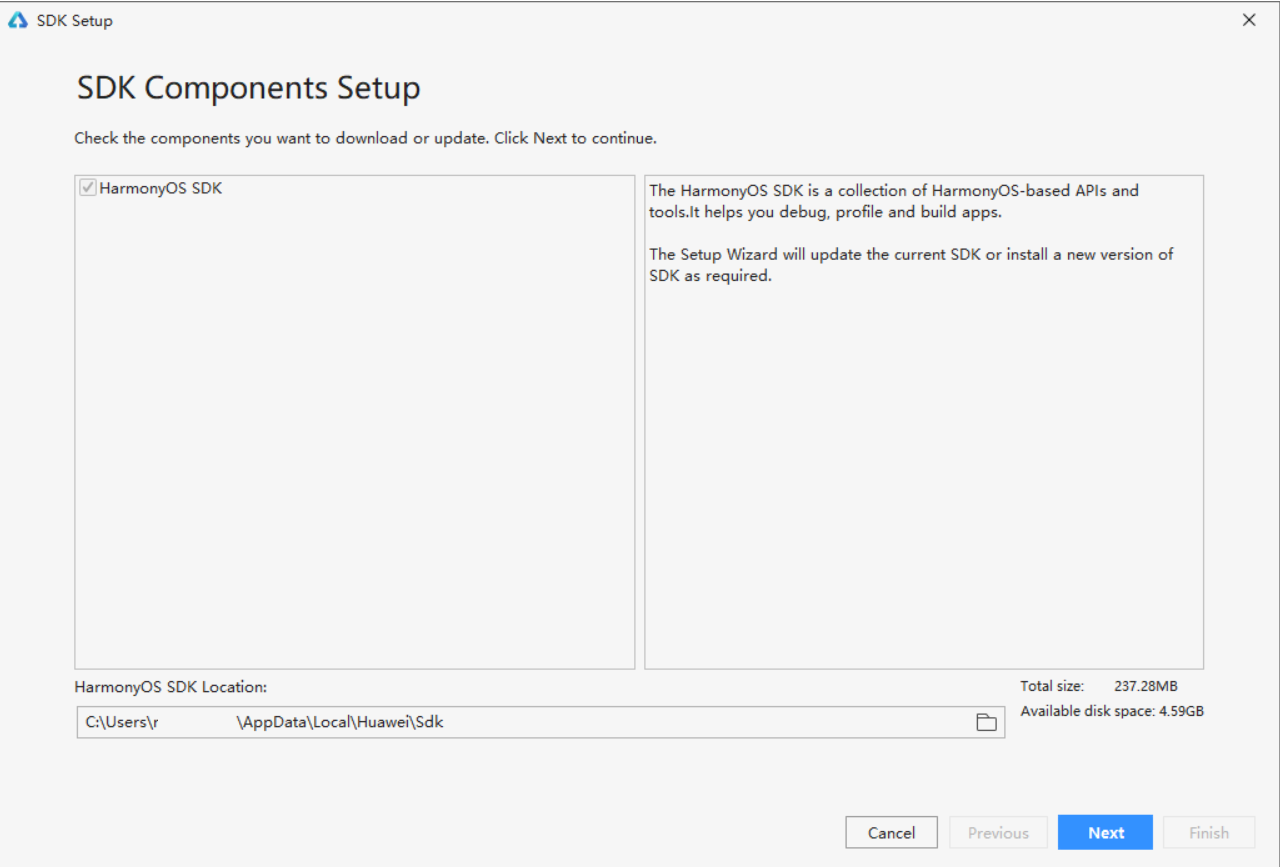 SDK Setup
SDK Components Setup
Check the components you want to download or update. Click Next to continue.
HarmonyOS SDK
The HarmonyOS SDK is a collection of HarmonyOS-based APIs and
tools.It helps you debug, profile and build apps.
The Setup Wizard will update the current SDK or install a new version of
SDK as required.
HarmonyOS SDK Location:
C:\Users\r \AppData\Local\Huawei\Sdk
Total size: 237.28MB
Available disk space: 4.59GB
Cancel Previous Next Finish